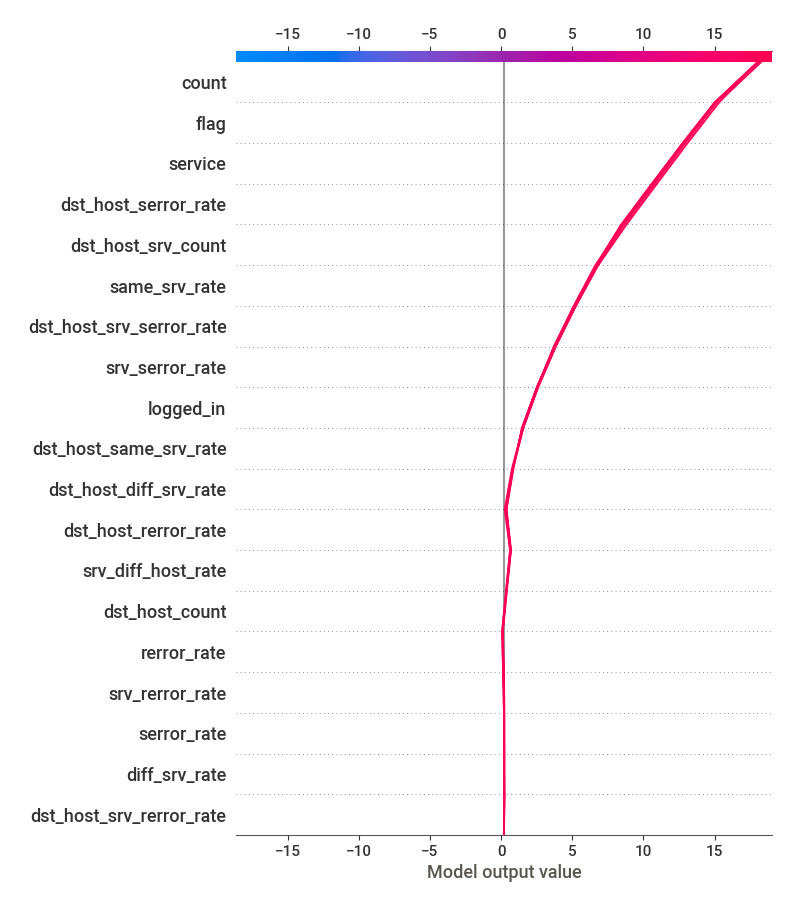 −15 −10 −5 0 5 10 15
count
flag
service
dst_host_serror_rate
dst_host_srv_count
same_srv_rate
dst_host_srv_serror_rate
srv_serror_rate
logged_in
dst_host_same_srv_rate
dst_host_diff_srv_rate
dst_host_rerror_rate
srv_diff_host_rate
dst_host_count
rerror_rate
srv_rerror_rate
serror_rate
diff_srv_rate
dst_host_srv_rerror_rate
−15 −10 −5 0 5 10 15
Model output value